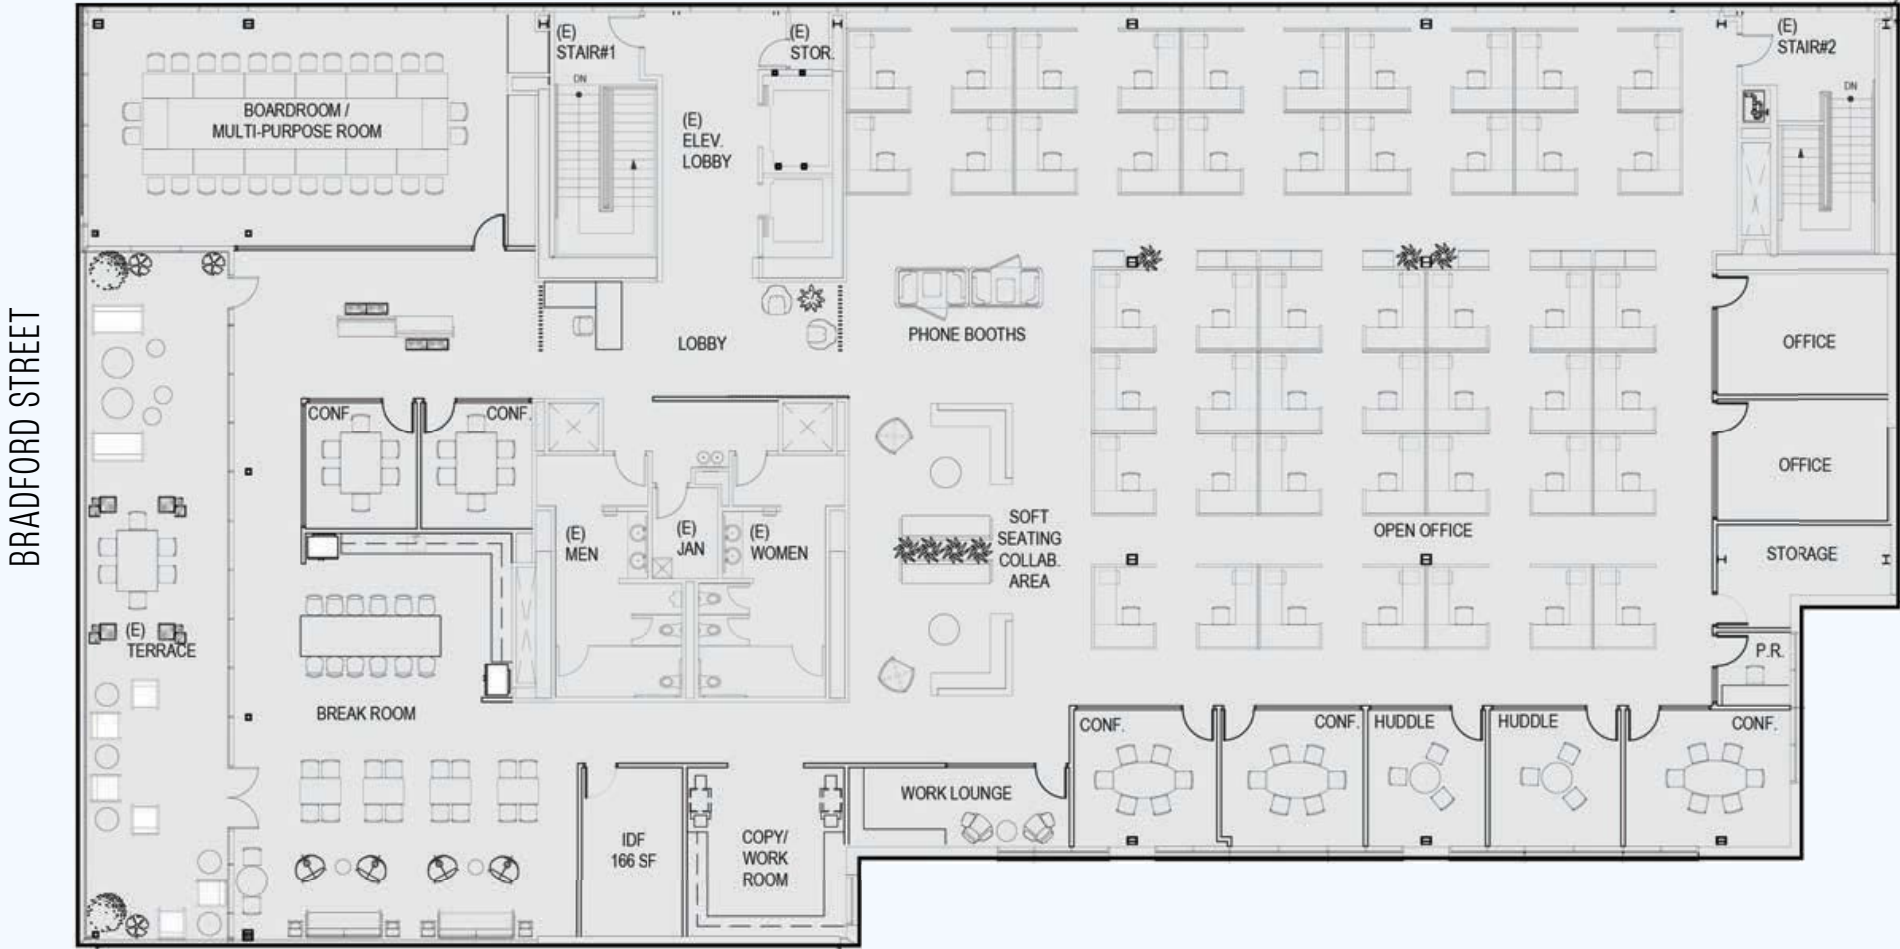 (E)
STAIR#1
DN
(E)
STOR.
(E)
STAIR#2
DN
BOARDROOM /
MULTI-PURPOSE ROOM
(E)
ELEV.
LOBBY
BRADFORD STREET
LOBBY
PHONE BOOTHS
OFFICE
CONF.
CONF.
OFFICE
(E)
MEN
(E)
JAN
(E)
WOMEN
SOFT
SEATING
COLLAB.
AREA
OPEN OFFICE
STORAGE
(E)
TERRACE
P.R.
BREAK ROOM
CONF.
CONF.
HUDDLE
HUDDLE
CONF.
WORK LOUNGE
IDF
166 SF
COPY/
WORK
ROOM